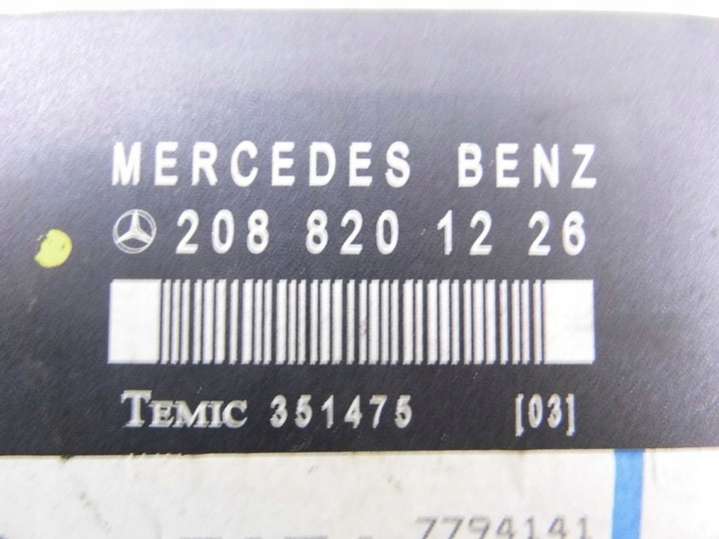 MERCEDES BENZ
208 820 12 26
TEMIC 351475 [03]
7794141